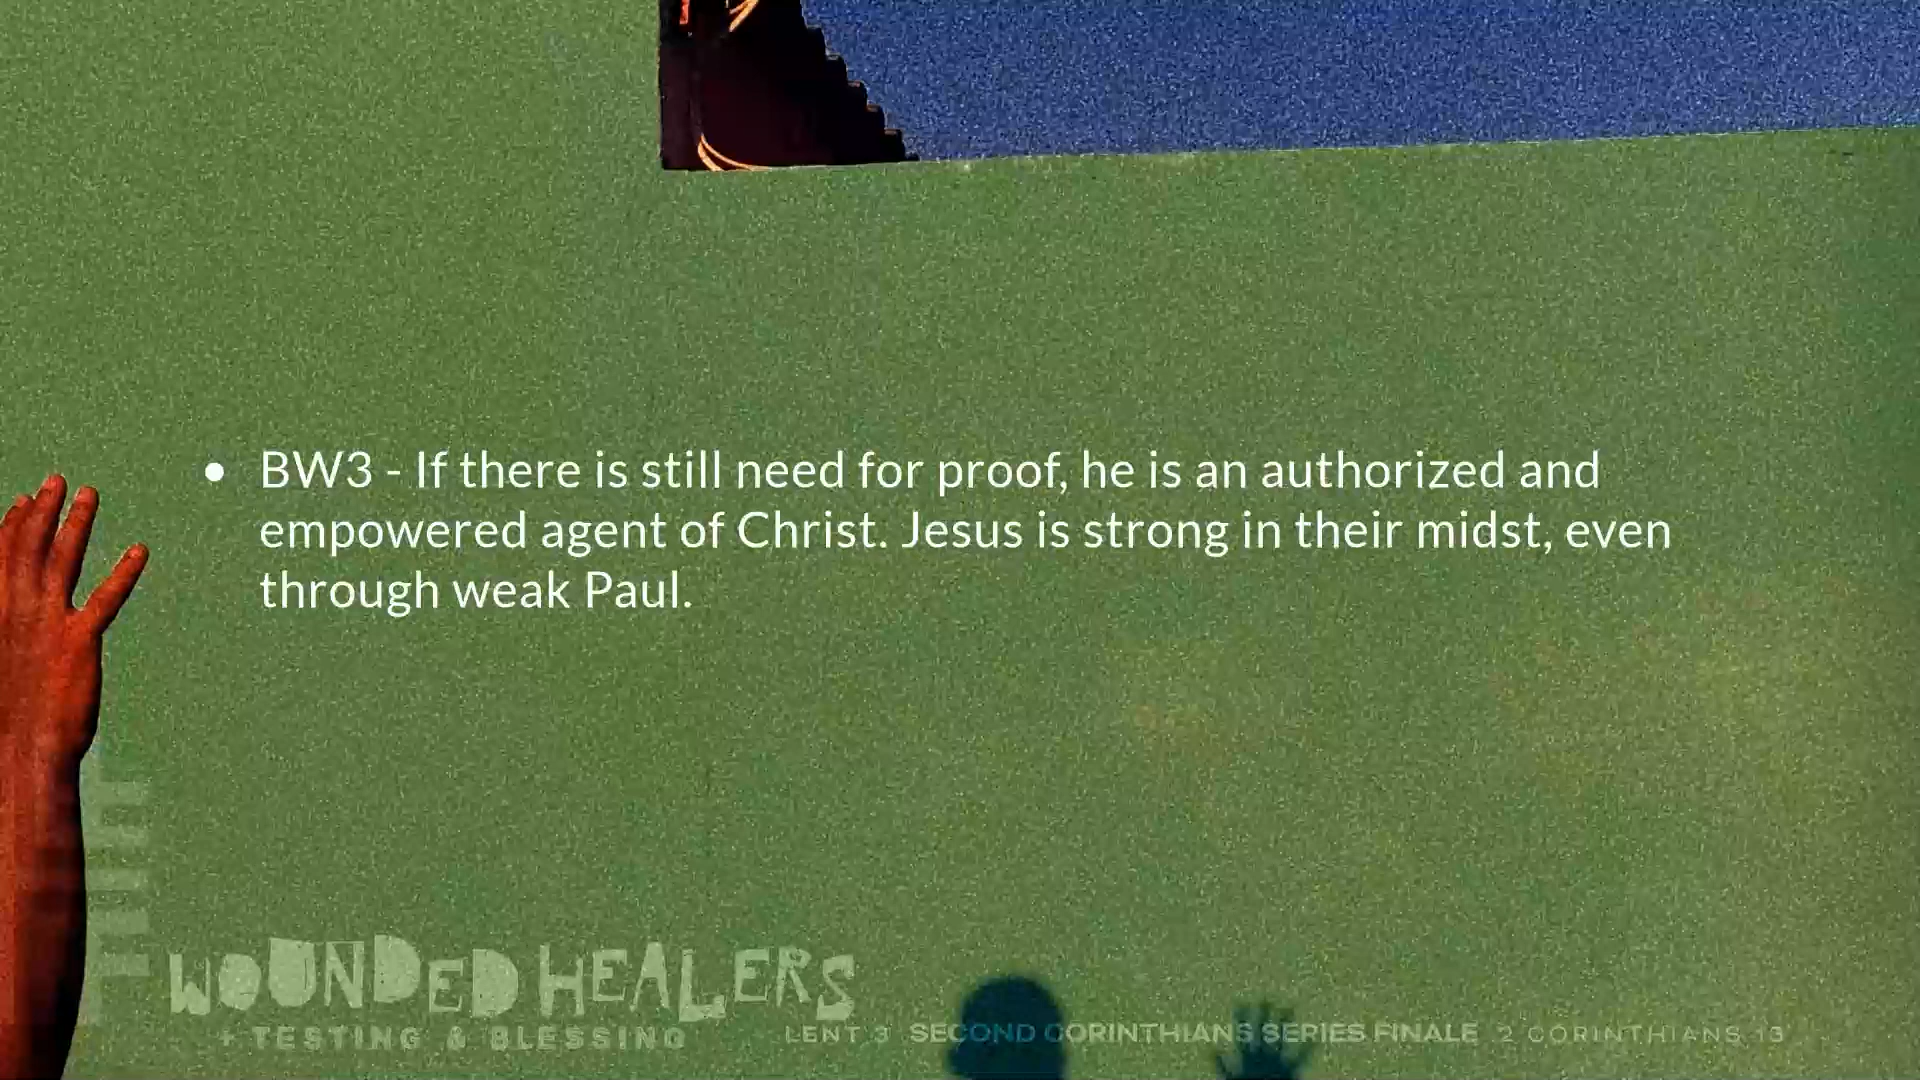 • BW3 - If there is still need for proof, he is an authorized and
empowered agent of Christ. Jesus is strong in their midst, even
through weak Paul.
WOUNDED HEALERS
+ TESTING & BLESSING
LENT 3 SECOND CORINTHIANS SERIES FINALE 2 CORINTHIANS 13